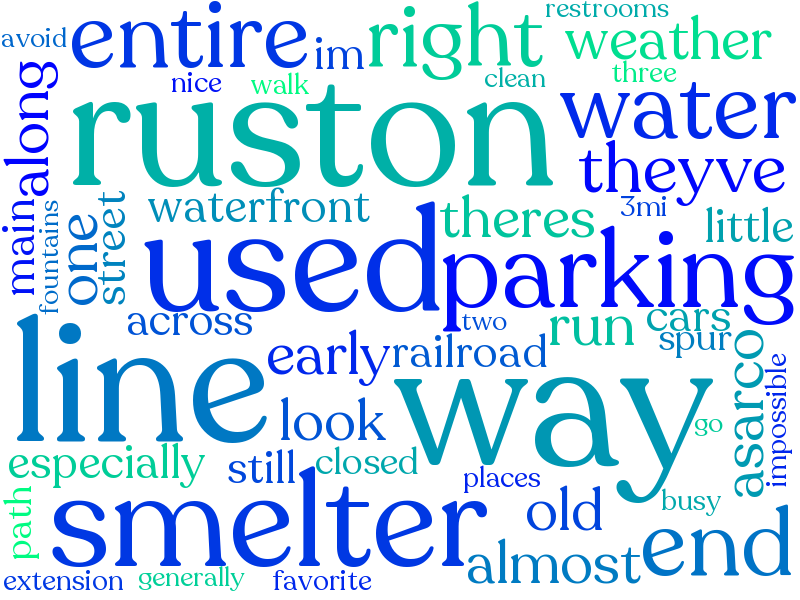 restrooms
avoid
entire
im
right
weather
nice
walk
clean
three
along
ruston
water
theyve
main
fountains
one
street
waterfront
theres
3mi
little
used
parking
across
two
run
cars
spur
line
early
railroad
way
asarco
impossible
look
go
especially
still
closed
places
path
smelter
old
busy
almost
end
extension
generally
favorite